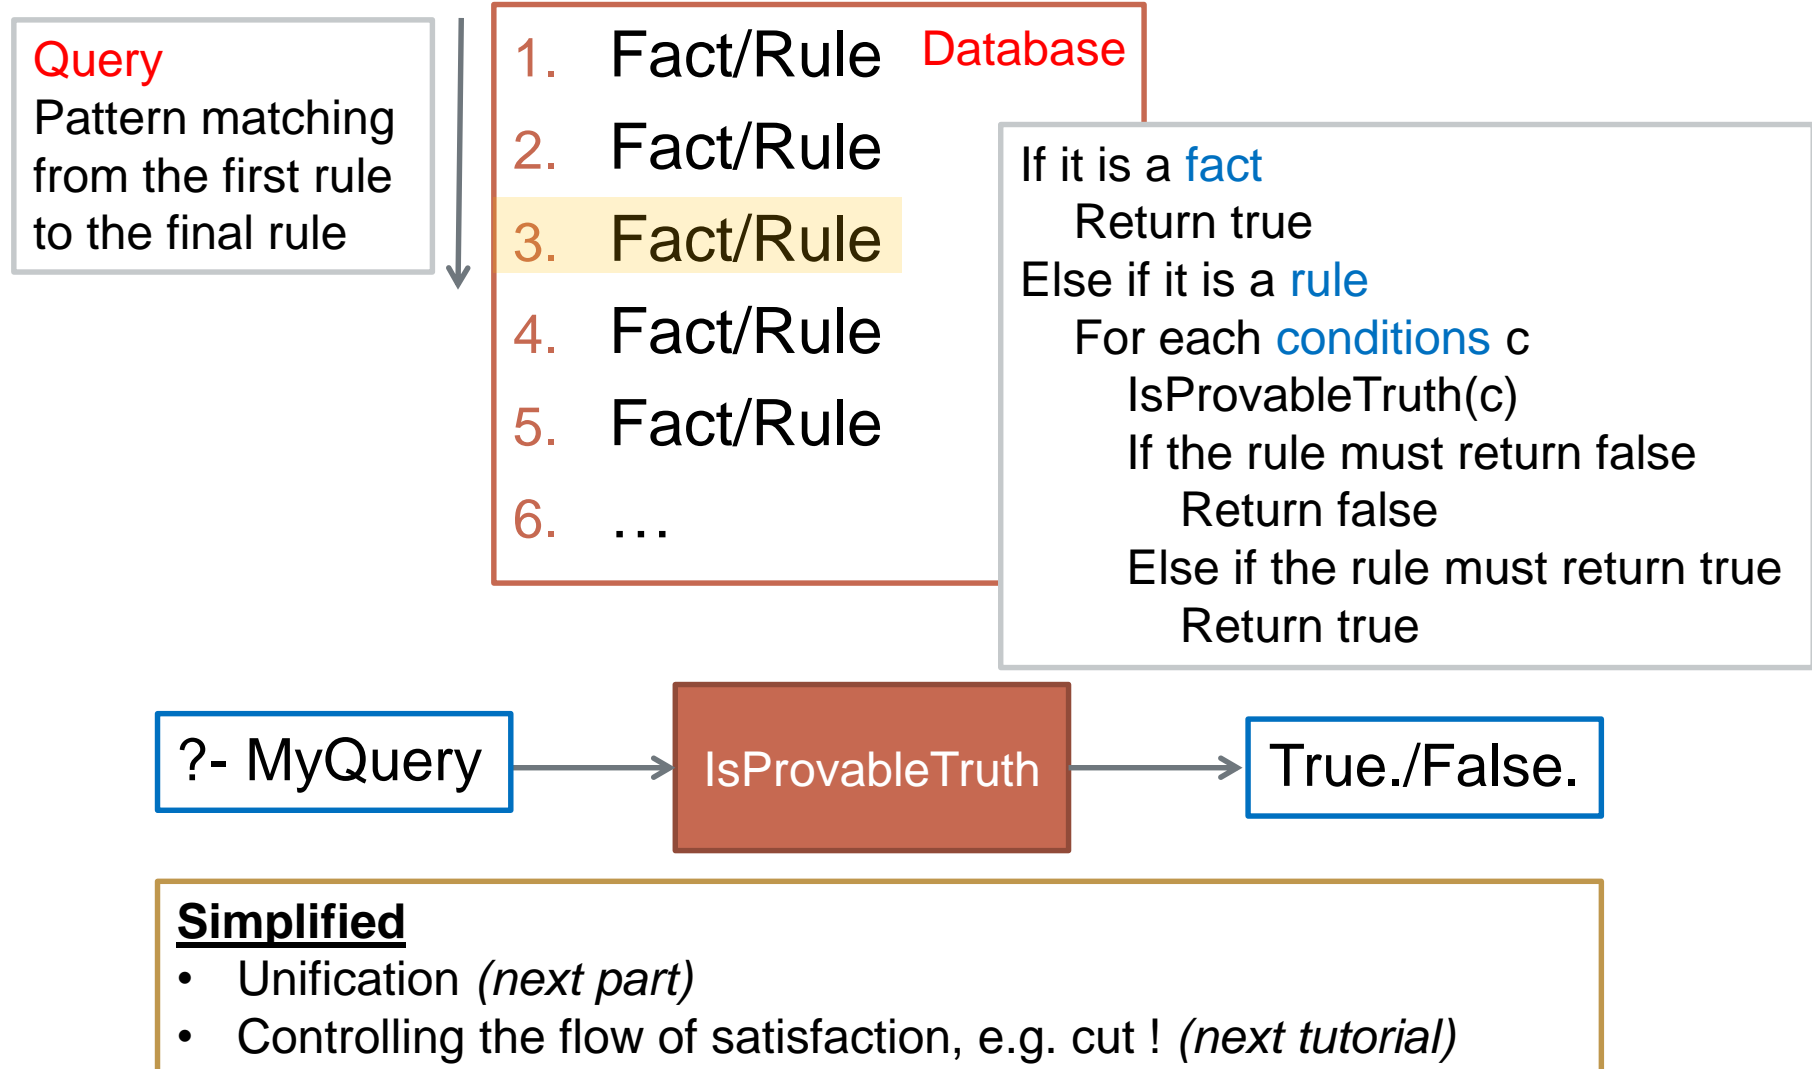 Query
Pattern matching
from the first rule
to the final rule
Database
1. Fact/Rule
2. Fact/Rule
3. Fact/Rule
4. Fact/Rule
5. Fact/Rule
6. …
If it is a fact
Return true
Else if it is a rule
For each conditions c
IsProvableTruth(c)
If the rule must return false
Return false
Else if the rule must return true
Return true
?- MyQuery
IsProvableTruth
True./False.
Simplified
• Unification (next part)
• Controlling the flow of satisfaction, e.g. cut ! (next tutorial)